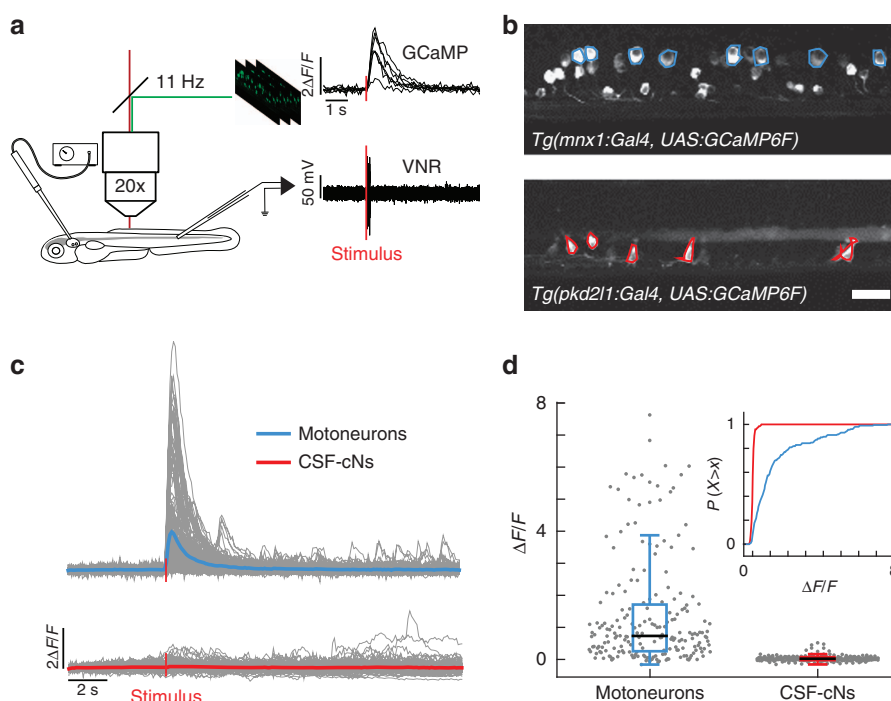 a
11 Hz
20x
2ΔF/F
GCaMP
1 s
50 mV
VNR
Stimulus
b
Tg(mnx1:Gal4, UAS:GCaMP6F)
Tg(pkd2l1:Gal4, UAS:GCaMP6F)
c
Motoneurons
CSF-cNs
2ΔF/F
2 s
Stimulus
d
8
4
0
ΔF/F
Motoneurons
CSF-cNs
1
0
P (X>x)
ΔF/F
8